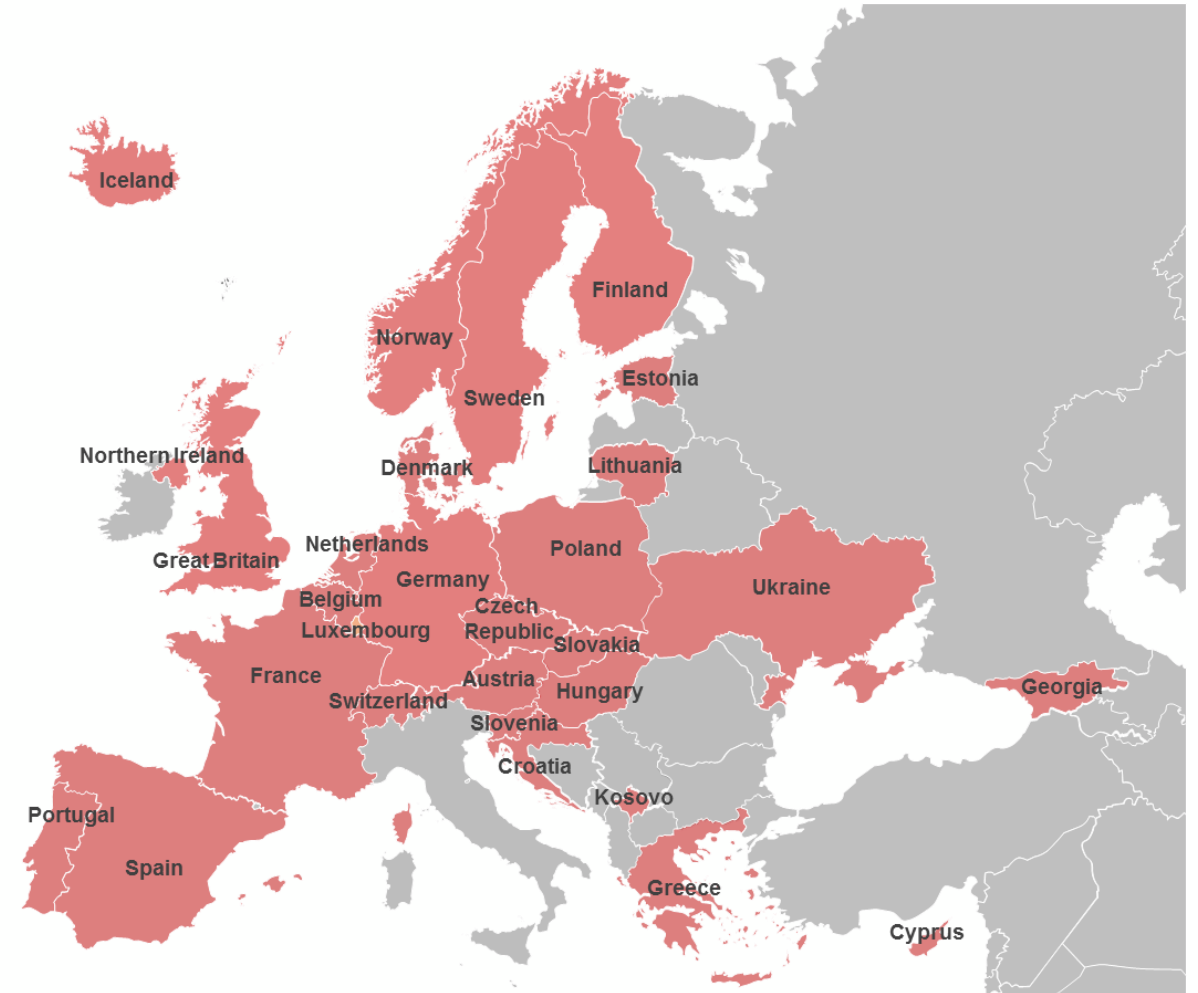 Iceland
Finland
Norway
Estonia
Sweden
Northern Ireland
Lithuania
Denmark
Netherlands
Poland
Great Britain
Germany
Ukraine
Belgium
Czech
Republic
Luxembourg
Slovakia
France
Austria
Georgia
Hungary
Switzerland
Slovenia
Croatia
Kosovo
Portugal
Spain
Greece
Cyprus